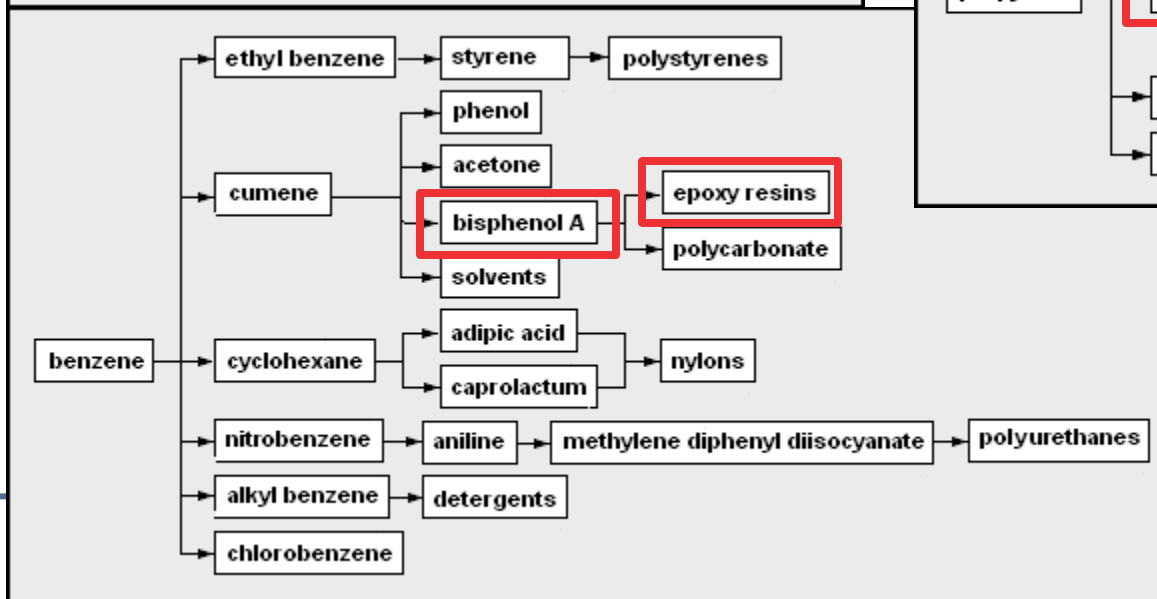 ethyl benzene
styrene
polystyrenes
phenol
acetone
cumene
epoxy resins
bisphenol A
polycarbonate
solvents
adipic acid
benzene
cyclohexane
nylons
caprolactum
nitrobenzene
aniline
methylene diphenyl diisocyanate
polyurethanes
alkyl benzene
detergents
chlorobenzene